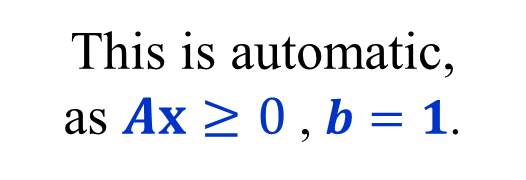 This is automatic,
as Ax ≥ 0 , b = 1.